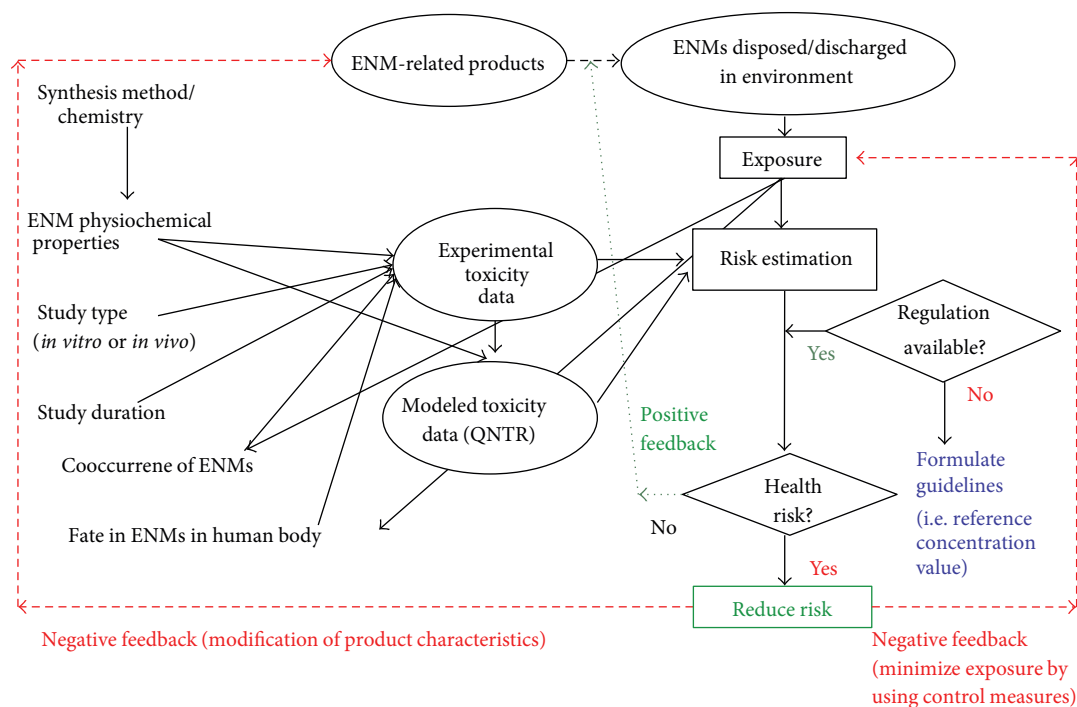 ENM-related products
ENMs disposed/discharged
in environment
Synthesis method/
chemistry
Exposure
ENM physiochemical
properties
Experimental
toxicity
data
Risk estimation
Study type
(in vitro or in vivo)
Regulation
available?
Yes
No
Study duration
Modeled toxicity
data (QNTR)
Positive
feedback
Cooccurrene of ENMs
Formulate
guidelines
(i.e. reference
concentration
value)
Health
risk?
No
Fate in ENMs in human body
Yes
Reduce risk
Negative feedback (modification of product characteristics)
Negative feedback
(minimize exposure by
using control measures)